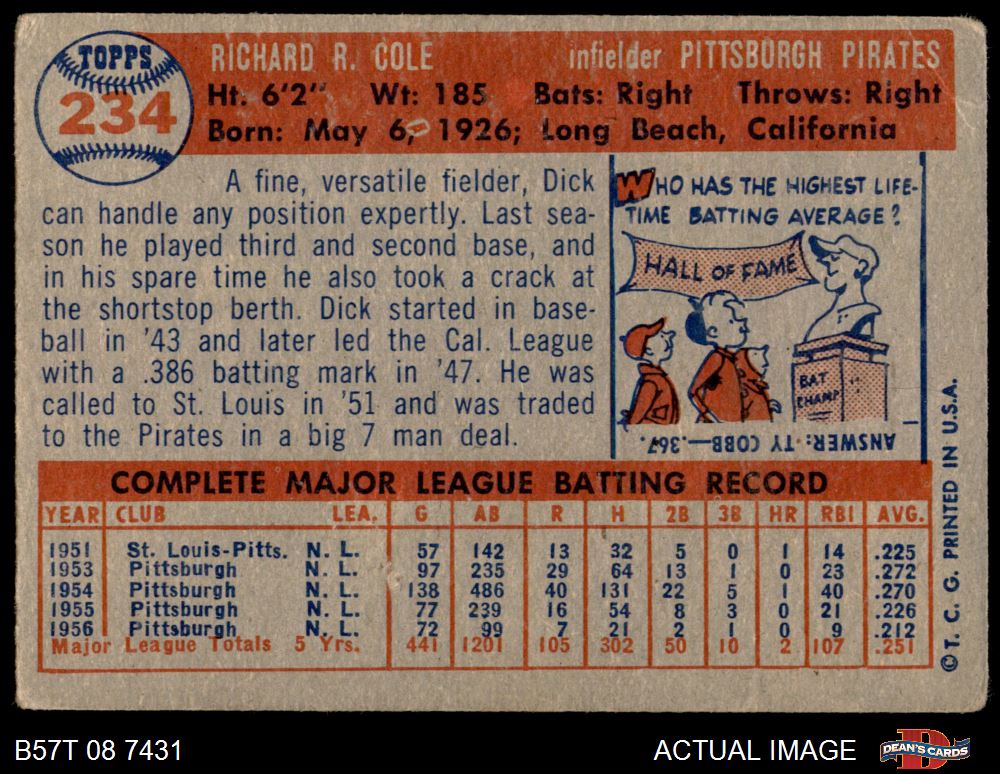 TOPPS
234
RICHARD R. COLE infielder PITTSBURGH PIRATES
Ht: 6'2" Wt: 185 Bats: Right Throws: Right
Born: May 6, 1926; Long Beach, California
A fine, versatile fielder, Dick
can handle any position expertly. Last sea-
son he played third and second base, and
in his spare time he also took a crack at
the shortstop berth. Dick started in base-
ball in '43 and later led the Cal. League
with a .386 batting mark in '47. He was
called to St. Louis in '51 and was traded
to the Pirates in a big 7 man deal.
WHO HAS THE HIGHEST LIFE-
TIME BATTING AVERAGE?
HALL OF FAME
BAT
CHAMP
ANSWER: TY COBB—.367.
COMPLETE MAJOR LEAGUE BATTING RECORD
YEAR CLUB LEA. G AB R H 2B 3B HR RBI AVG.
1951 St. Louis-Pitts. N. L. 57 142 13 32 5 0 1 14 .225
1953 Pittsburgh N. L. 97 235 29 64 13 1 0 23 .272
1954 Pittsburgh N. L. 138 486 40 131 22 5 1 40 .270
1955 Pittsburgh N. L. 77 239 16 54 8 3 0 21 .226
1956 Pittsburgh N. L. 72 99 7 21 2 1 0 9 .212
Major League Totals 5 Yrs. 441 1201 105 302 50 10 2 107 .251
©T. C. G. PRINTED IN U.S.A.
B57T 08 7431 ACTUAL IMAGE DEAN'S CARDS